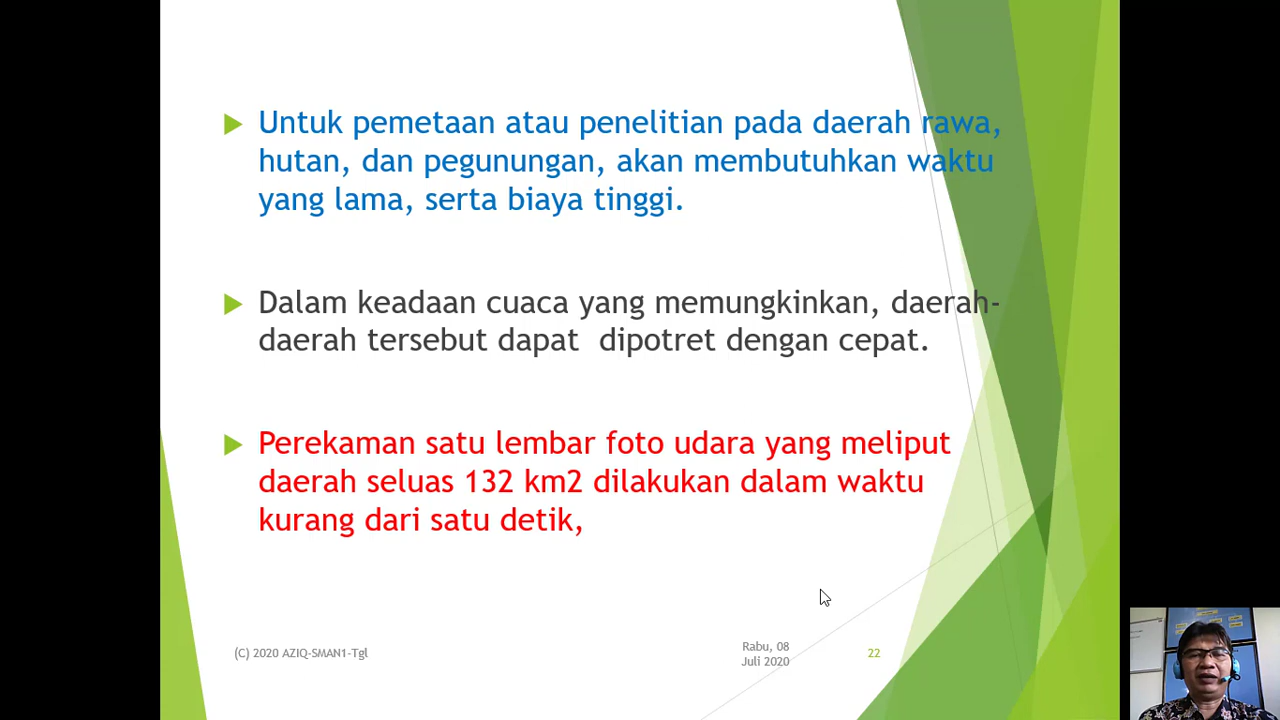 Untuk pemetaan atau penelitian pada daerah rawa,
hutan, dan pegunungan, akan membutuhkan waktu
yang lama, serta biaya tinggi.
Dalam keadaan cuaca yang memungkinkan, daerah-
daerah tersebut dapat  dipotret dengan cepat.
Perekaman satu lembar foto udara yang meliput
daerah seluas 132 km2 dilakukan dalam waktu
kurang dari satu detik,
(C) 2020 AZIQ-SMAN1-Tgl
Rabu, 08
Juli 2020
22